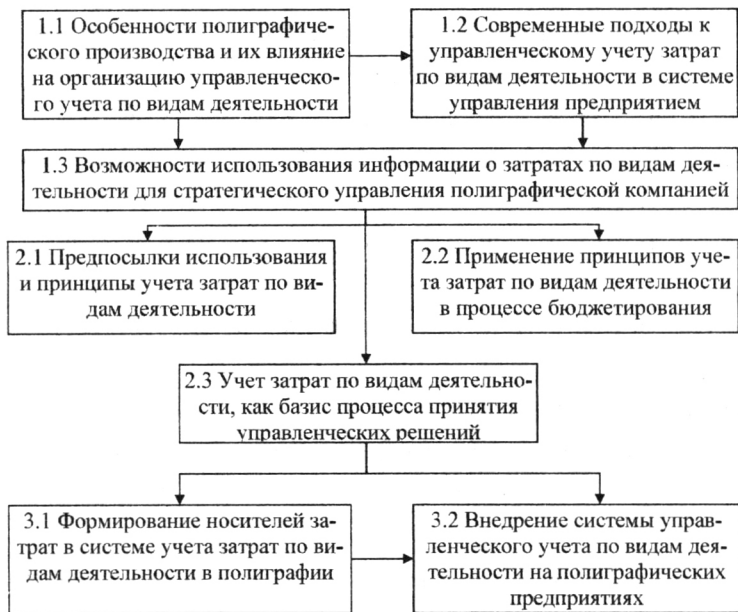 1.1 Особенности полиграфиче-
ского производства и их влияние
на организацию управленческо-
го учета по видам деятельности
1.2 Современные подходы к
управленческому учету затрат
по видам деятельности в системе
управления предприятием
1.3 Возможности использования информации о затратах по видам дея-
тельности для стратегического управления полиграфической компанией
2.1 Предпосылки использования
и принципы учета затрат по ви-
дам деятельности
2.2 Применение принципов уче-
та затрат по видам деятельности
в процессе бюджетирования
2.3 Учет затрат по видам деятельно-
сти, как базис процесса принятия
управленческих решений
3.1 Формирование носителей за-
трат в системе учета затрат по ви-
дам деятельности в полиграфии
3.2 Внедрение системы управ-
ленческого учета по видам дея-
тельности на полиграфических
предприятиях